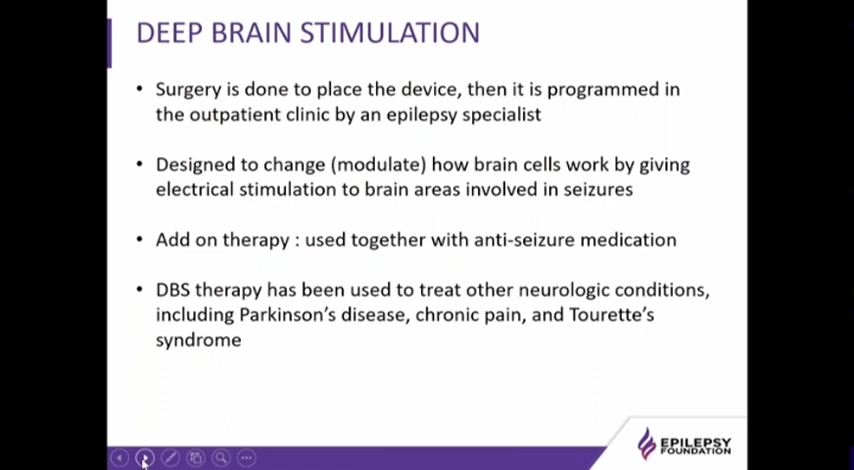 DEEP BRAIN STIMULATION
• Surgery is done to place the device, then it is programmed in
the outpatient clinic by an epilepsy specialist
• Designed to change (modulate) how brain cells work by giving
electrical stimulation to brain areas involved in seizures
• Add on therapy : used together with anti-seizure medication
• DBS therapy has been used to treat other neurologic conditions,
including Parkinson’s disease, chronic pain, and Tourette’s
syndrome
EPILEPSY
FOUNDATION